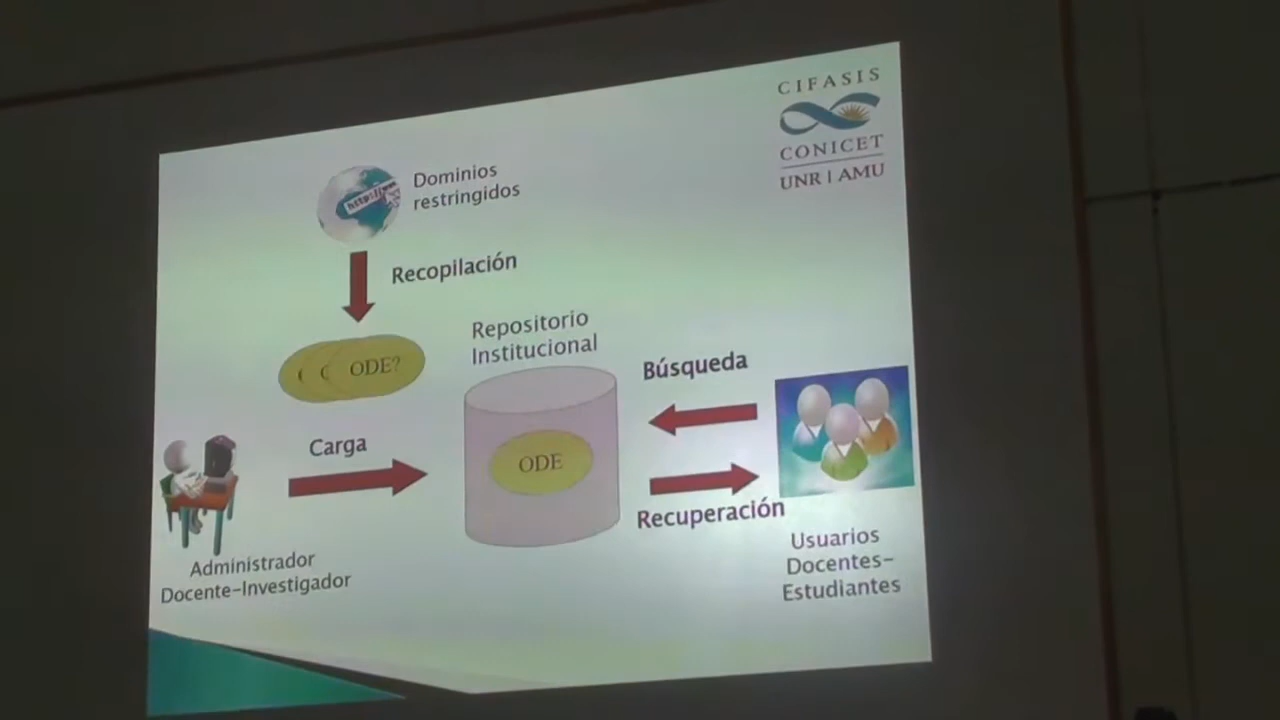 CIFASIS
CONICET
UNR | AMU
Dominios
restringidos
http://
Recopilación
ODE?
Repositorio
Institucional
Búsqueda
Carga
ODE
Recuperación
Administrador
Docente-Investigador
Usuarios
Docentes-
Estudiantes